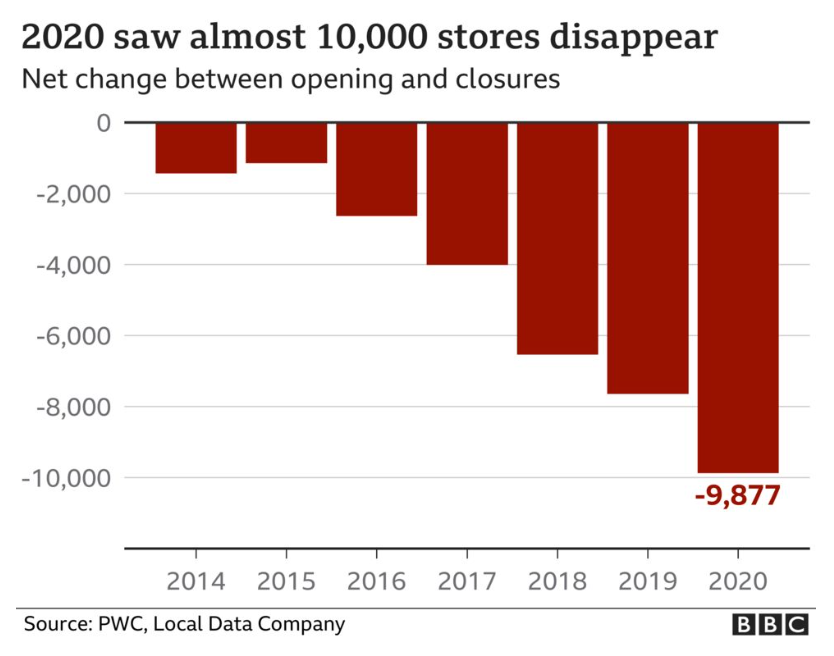 2020 saw almost 10,000 stores disappear
Net change between opening and closures
0
-2,000
-4,000
-6,000
-8,000
-10,000
-9,877
2014 2015 2016 2017 2018 2019 2020
Source: PWC, Local Data Company
BBC